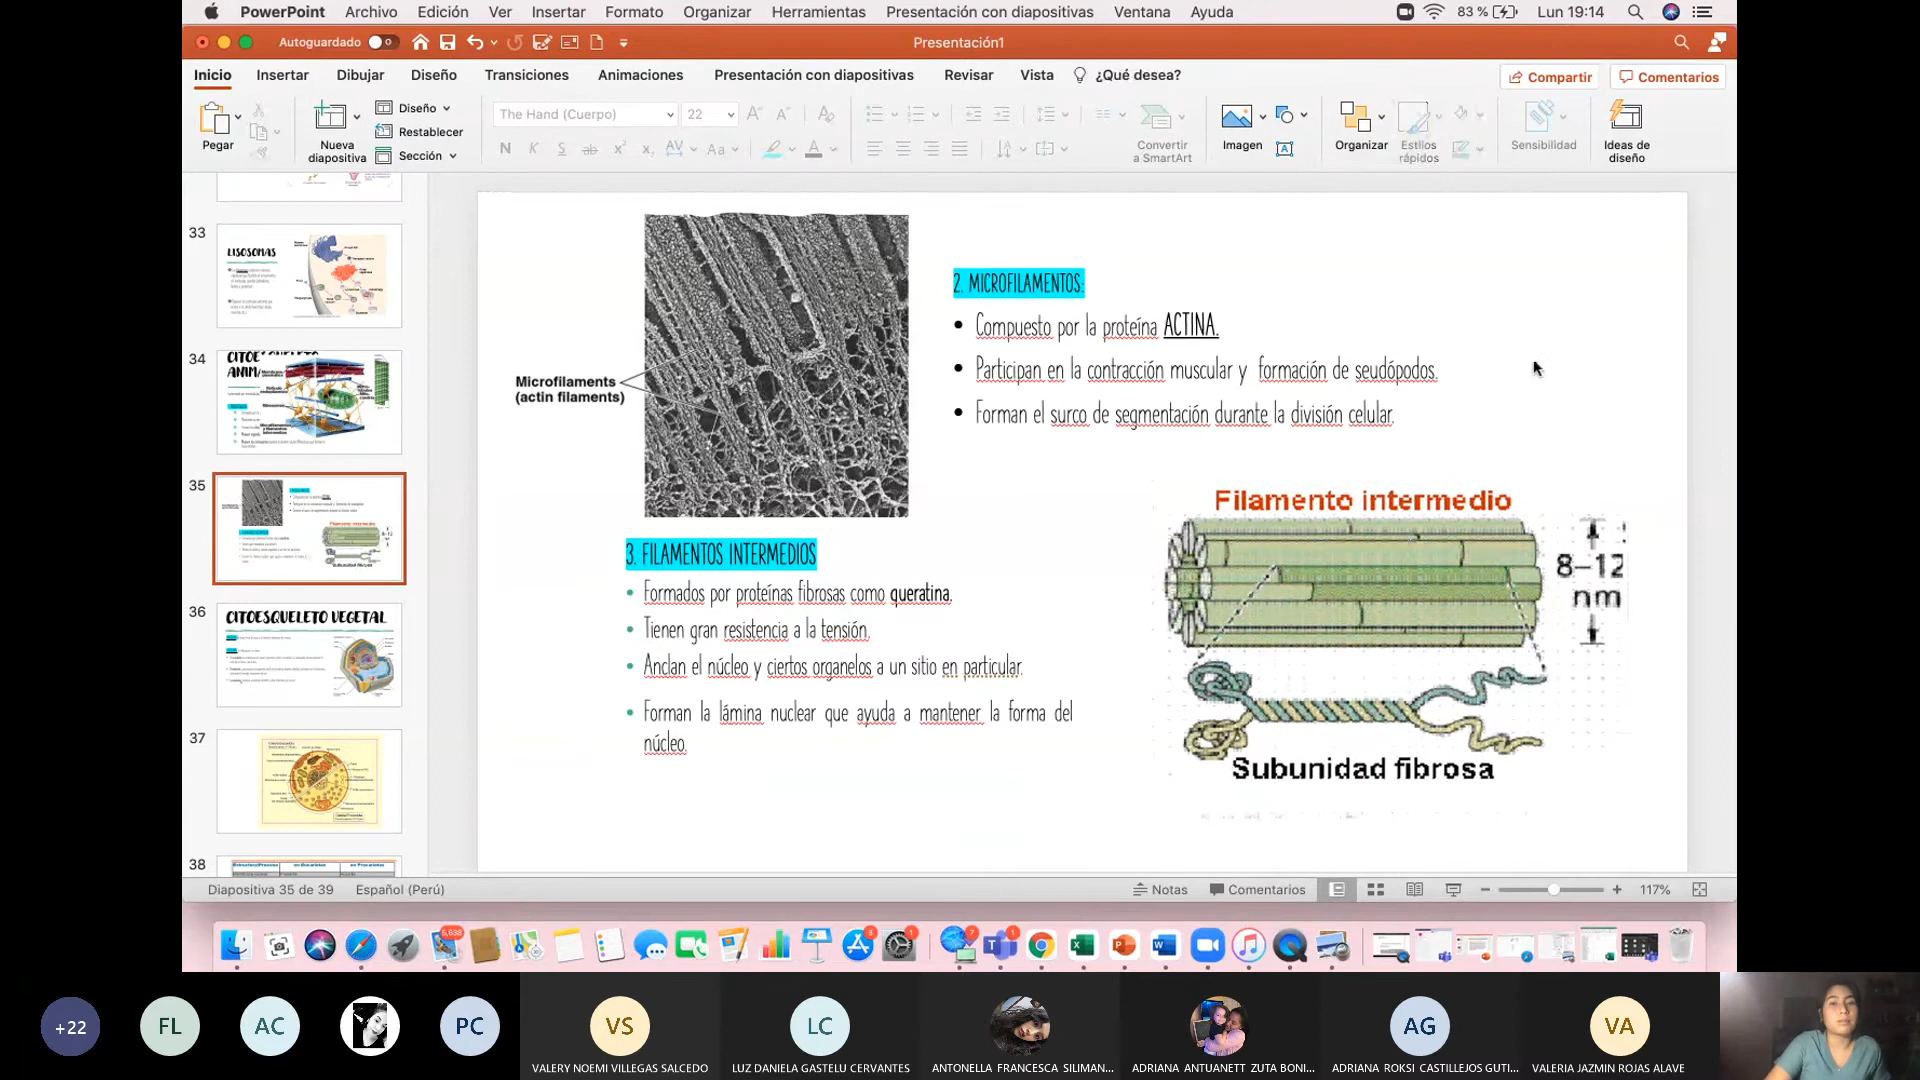 PowerPoint Archivo Edición Ver Insertar Formato Organizar Herramientas Presentación con diapositivas Ventana Ayuda 83 % Lun 19:14
Autoguardado Presentación1
Inicio Insertar Dibujar Diseño Transiciones Animaciones Presentación con diapositivas Revisar Vista ¿Qué desea? Compartir Comentarios
Pegar
Nueva diapositiva
Diseño
Restablecer
Sección
The Hand (Cuerpo) 22
Convertir a SmartArt
Imagen
Organizar
Estilos rápidos
Sensibilidad
Ideas de diseño
33
LISOSOMAS
34
35
36
CITOESQUELETO VEGETAL
37
38
Microfilaments
(actin filaments)
2. MICROFILAMENTOS:
• Compuesto por la proteína ACTINA.
• Participan en la contracción muscular y formación de seudópodos.
• Forman el surco de segmentación durante la división celular.
3. FILAMENTOS INTERMEDIOS
• Formados por proteínas fibrosas como queratina.
• Tienen gran resistencia a la tensión.
• Anclan el núcleo y ciertos organelos a un sitio en particular.
• Forman la lámina nuclear que ayuda a mantener la forma del
núcleo.
Filamento intermedio
8-12
nm
Subunidad fibrosa
Diapositiva 35 de 39 Español (Perú) Notas Comentarios 117%
+22 FL AC PC VS LC AG VA
VALERY NOEMI VILLEGAS SALCEDO LUZ DANIELA GASTELU CERVANTES ANTONELLA FRANCESCA SILIMAN... ADRIANA ANTUANETT ZUTA BONI... ADRIANA ROKSI CASTILLEJOS GUTI... VALERIA JAZMIN ROJAS ALAVE